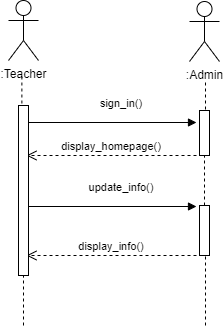 :Teacher
:Admin
sign_in()
display_homepage()
update_info()
display_info()